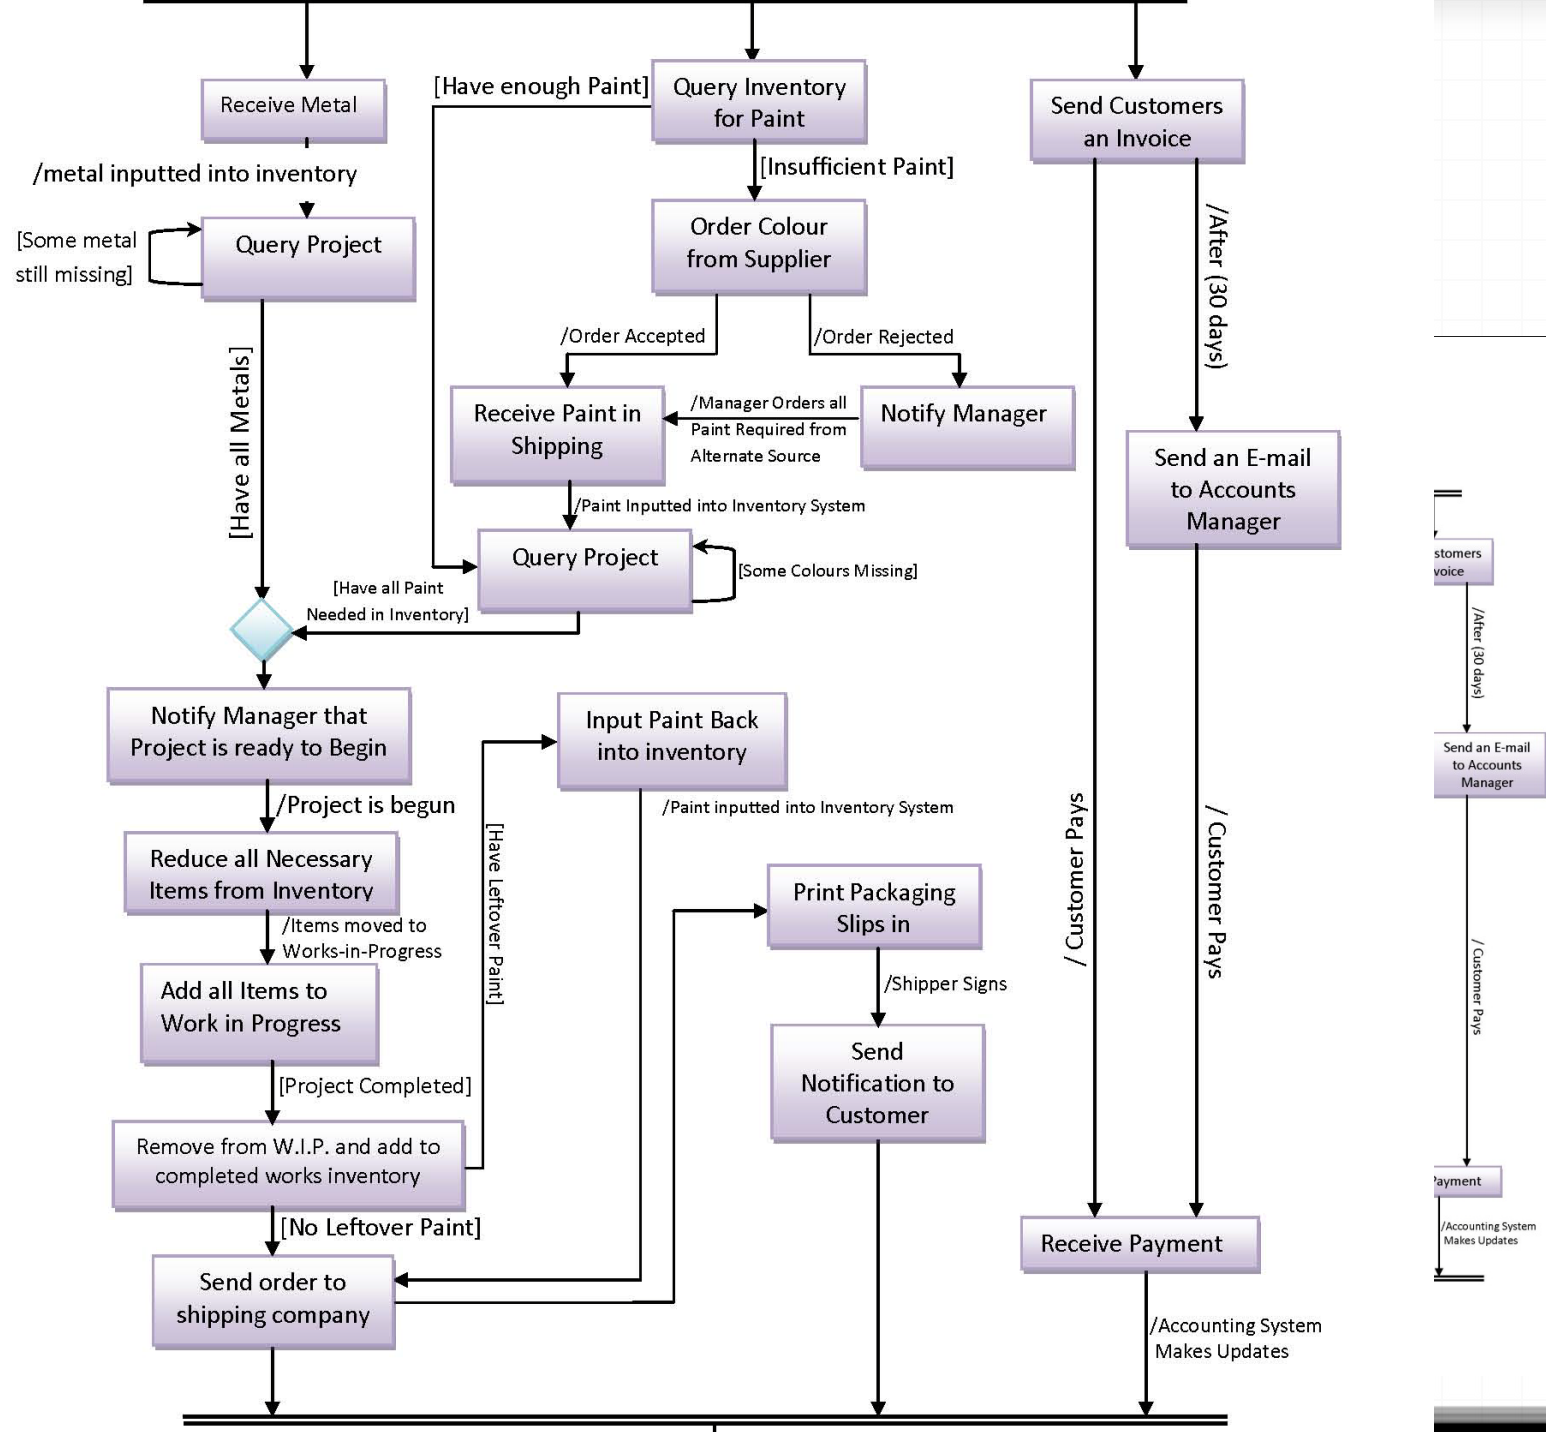 Receive Metal
/metal inputted into inventory
[Some metal
still missing]
Query Project
[Have all Metals]
[Have enough Paint]
Query Inventory
for Paint
[Insufficient Paint]
Order Colour
from Supplier
/Order Accepted
/Order Rejected
Receive Paint in
Shipping
/Manager Orders all
Paint Required from
Alternate Source
Notify Manager
/Paint Inputted into Inventory System
Query Project
[Some Colours Missing]
[Have all Paint
Needed in Inventory]
Notify Manager that
Project is ready to Begin
/Project is begun
Reduce all Necessary
Items from Inventory
/Items moved to
Works-in-Progress
Add all Items to
Work in Progress
[Project Completed]
Remove from W.I.P. and add to
completed works inventory
[No Leftover Paint]
Send order to
shipping company
[Have Leftover Paint]
Input Paint Back
into inventory
/Paint inputted into Inventory System
Print Packaging
Slips in
/Shipper Signs
Send
Notification to
Customer
Send Customers
an Invoice
/After (30 days)
Send an E-mail
to Accounts
Manager
/ Customer Pays
/ Customer Pays
Receive Payment
/Accounting System
Makes Updates
stomers
voice
/After (30 days)
Send an E-mail
to Accounts
Manager
/ Customer Pays
Payment
/Accounting System
Makes Updates